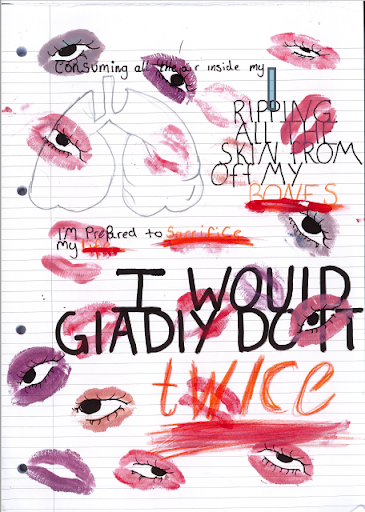 Consuming all the air inside my
RIPPING
ALL THE
SKIN FROM
Off MY
BONES
I'M Prepared to Sacrifice
my life
I WOULD
GLADLY DO IT
twice